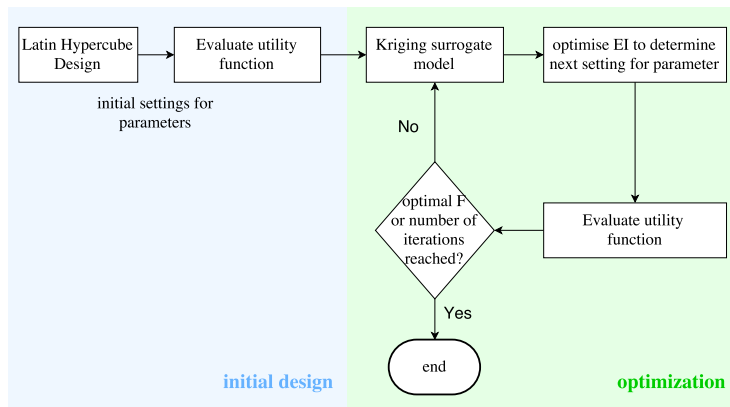 Latin Hypercube
Design
Evaluate utility
function
Kriging surrogate
model
optimise EI to determine
next setting for parameter
initial settings for
parameters
No
optimal F
or number of
iterations
reached?
Evaluate utility
function
Yes
end
initial design
optimization